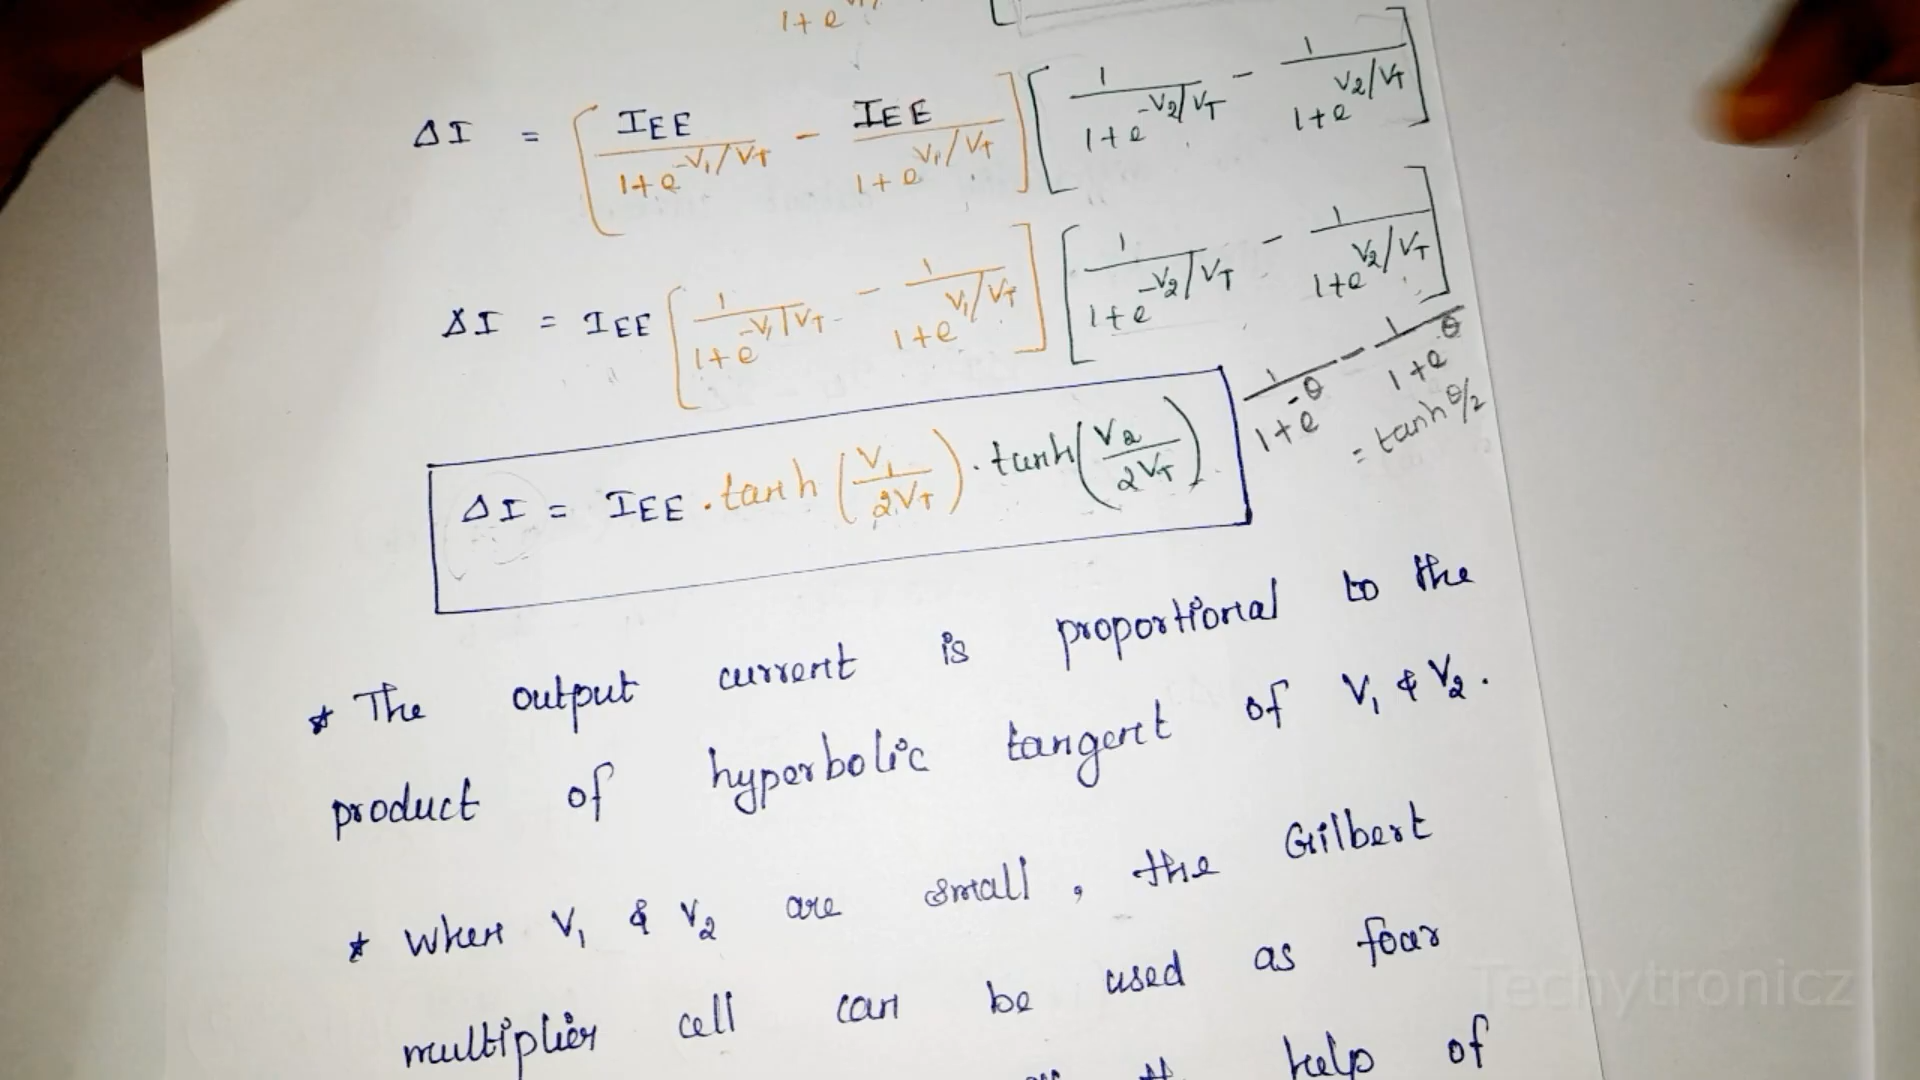 1+e
ΔI = [ IEE / 1+e^-V1/VT - IEE / 1+e^V1/VT ] [ 1 / 1+e^-V2/VT - 1 / 1+e^V2/VT ]
ΔI = IEE [ 1 / 1+e^-V1/VT - 1 / 1+e^V1/VT ] [ 1 / 1+e^-V2/VT - 1 / 1+e^V2/VT ]
1 / 1+e^-θ - 1 / 1+e^θ
= tanh θ/2
ΔI = IEE . tanh (V1 / 2VT) . tanh (V2 / 2VT)
* The output current is proportional to the
product of hyperbolic tangent of V1 & V2.
* When V1 & V2 are small, the Gilbert
multiplier cell can be used as four
help of
Techytronicz